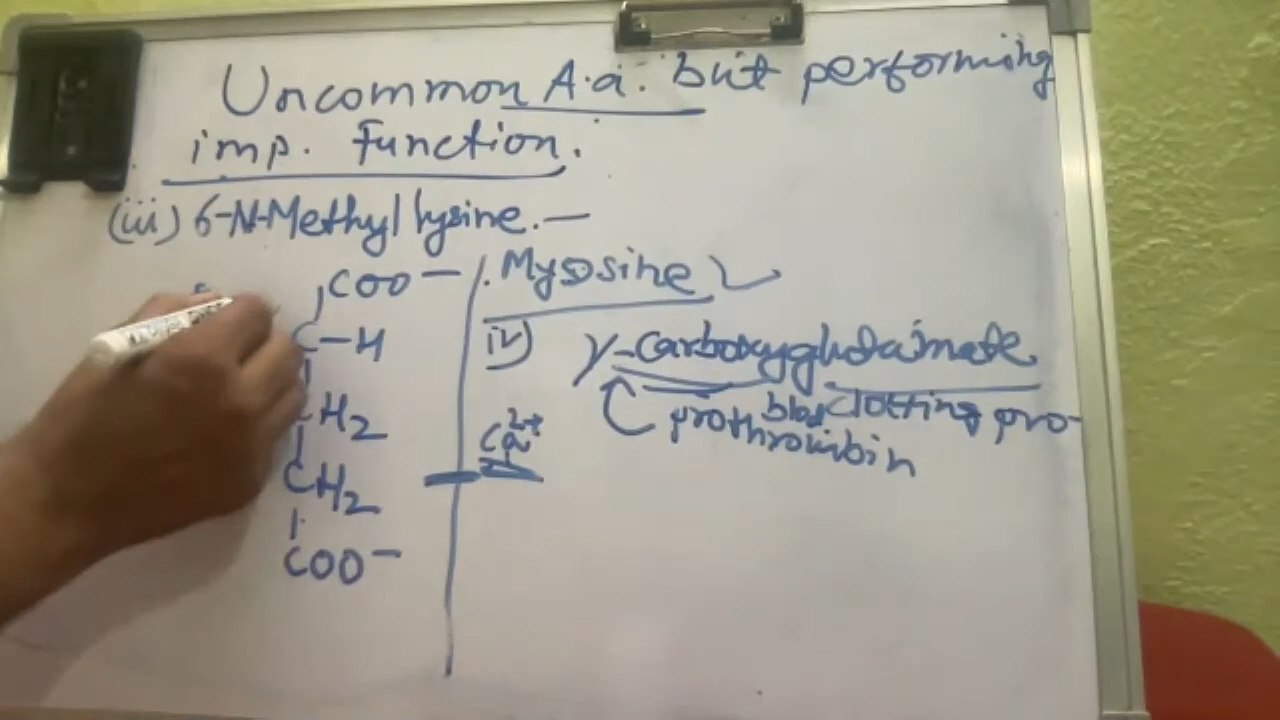 Uncommon A.a. but performing
imp. function.
(iii) 6-N-Methyl lysine. —
COO—
C-H
CH2
CH2
COO—
Myosine
iv) γ-carboxyglutamate
blood clotting pro-
prothrombin
Ca2+